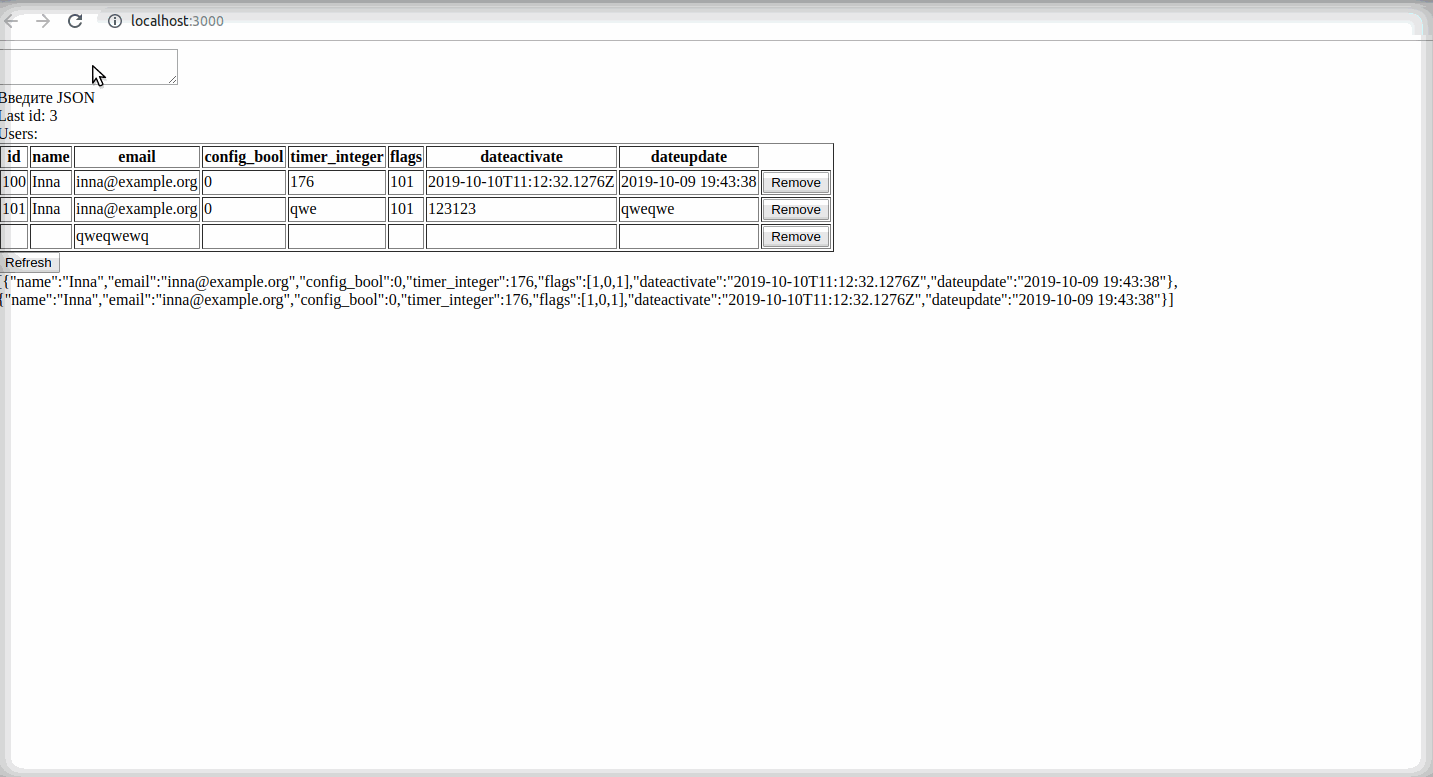 localhost:3000
Введите JSON
Last id: 3
Users:
id name email config_bool timer_integer flags dateactivate dateupdate
100 Inna inna@example.org 0 176 101 2019-10-10T11:12:32.1276Z 2019-10-09 19:43:38 Remove
101 Inna inna@example.org 0 qwe 101 123123 qweqwe Remove
qweqwewq Remove
Refresh
[{"name":"Inna","email":"inna@example.org","config_bool":0,"timer_integer":176,"flags":[1,0,1],"dateactivate":"2019-10-10T11:12:32.1276Z","dateupdate":"2019-10-09 19:43:38"},
{"name":"Inna","email":"inna@example.org","config_bool":0,"timer_integer":176,"flags":[1,0,1],"dateactivate":"2019-10-10T11:12:32.1276Z","dateupdate":"2019-10-09 19:43:38"}]